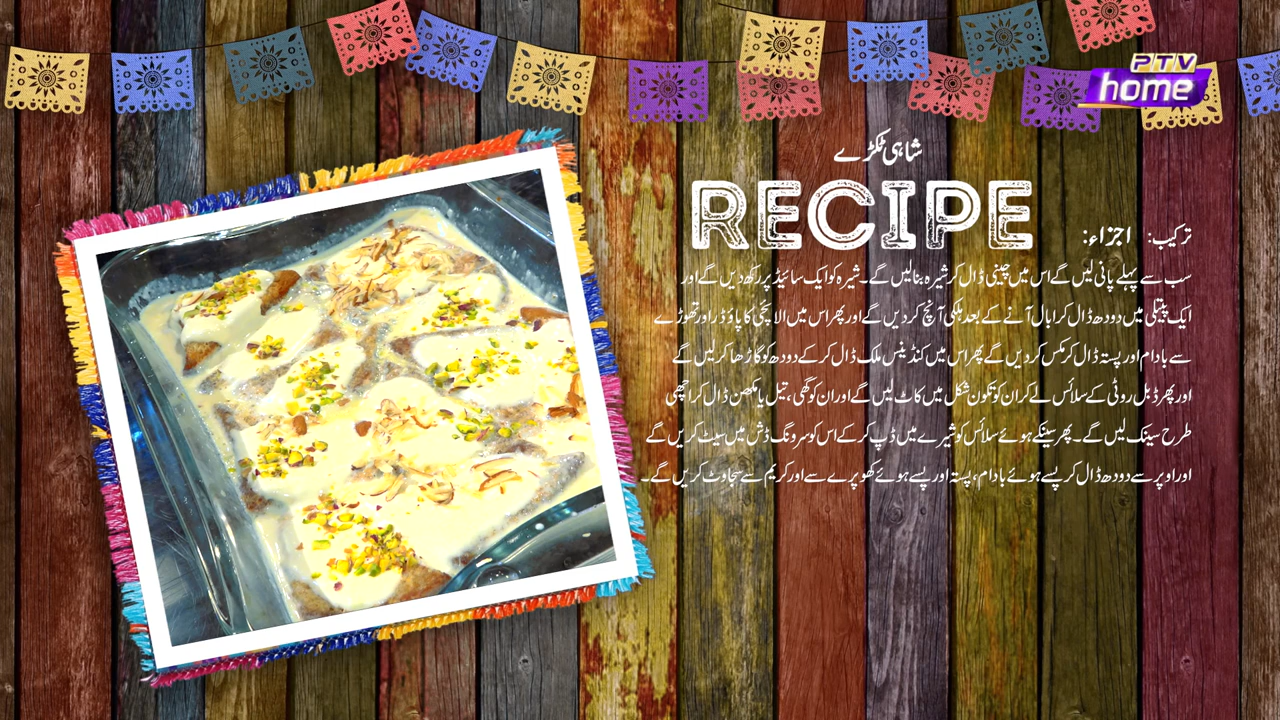 PTV
home
شاہی ٹکڑے
RECIPE
ترکیب: اجزاء:
سب سے پہلے پانی لیں گے اس میں چینی ڈال کر شیرہ بنالیں گے۔ شیرہ کو ایک سائیڈ پر رکھ دیں گے اور
ایک پتیلی میں دودھ ڈال کر ابال آنے کے بعد ہلکی آنچ کردیں گے اور پھر اس میں الائچی کا پاؤڈر اور تھوڑے
سے بادام اور پستہ ڈال کر مکس کردیں گے پھر اس میں کنڈینس ملک ڈال کر کے دودھ کو گاڑھا کرلیں گے
اور پھر ڈبل روٹی کے سلائس لے کر ان کو تکون شکل میں کاٹ لیں گے اور ان کو گھی، تیل یا مکھن ڈال کر اچھی
طرح سینک لیں گے۔ پھر سینکے ہوئے سلائس کو شیرے میں ڈپ کر کے اس کو سرونگ ڈش میں سیٹ کریں گے
اور اوپر سے دودھ ڈال کر پسے ہوئے بادام، پستہ اور پسے ہوئے کھوپرے سے اور کریم سے سجاوٹ کریں گے۔